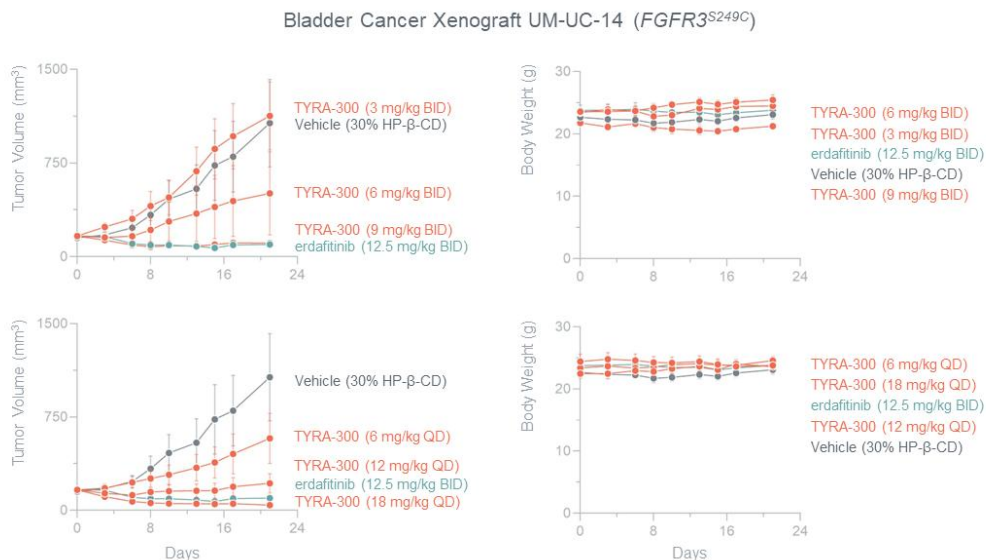 Bladder Cancer Xenograft UM-UC-14 (FGFR3S249C)
Tumor Volume (mm³)
1500
750
0
0
8
16
24
TYRA-300 (3 mg/kg BID)
Vehicle (30% HP-β-CD)
TYRA-300 (6 mg/kg BID)
TYRA-300 (9 mg/kg BID)
erdafitinib (12.5 mg/kg BID)
Body Weight (g)
30
20
10
0
0
8
16
24
TYRA-300 (6 mg/kg BID)
TYRA-300 (3 mg/kg BID)
erdafitinib (12.5 mg/kg BID)
Vehicle (30% HP-β-CD)
TYRA-300 (9 mg/kg BID)
Tumor Volume (mm³)
1500
750
0
0
8
16
24
Days
Vehicle (30% HP-β-CD)
TYRA-300 (6 mg/kg QD)
TYRA-300 (12 mg/kg QD)
erdafitinib (12.5 mg/kg BID)
TYRA-300 (18 mg/kg QD)
Body Weight (g)
30
20
10
0
0
8
16
24
Days
TYRA-300 (6 mg/kg QD)
TYRA-300 (18 mg/kg QD)
erdafitinib (12.5 mg/kg BID)
TYRA-300 (12 mg/kg QD)
Vehicle (30% HP-β-CD)